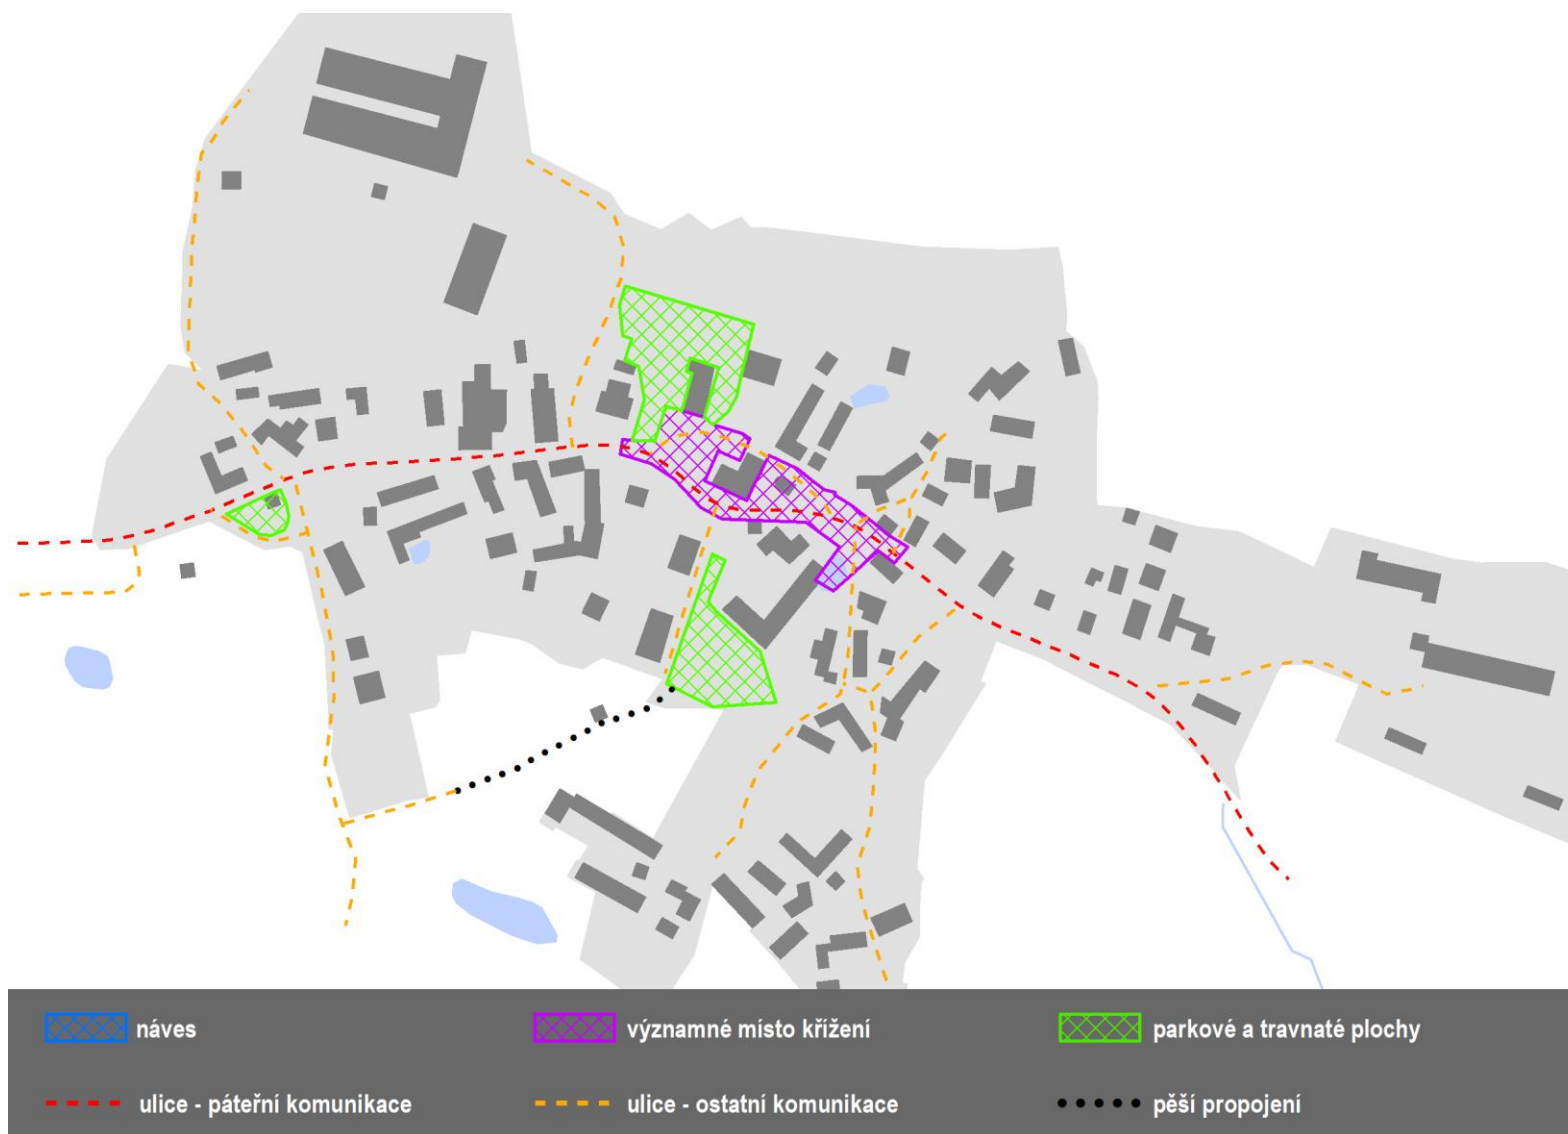 náves
významné místo křížení
parkové a travnaté plochy
ulice - páteřní komunikace
ulice - ostatní komunikace
pěší propojení